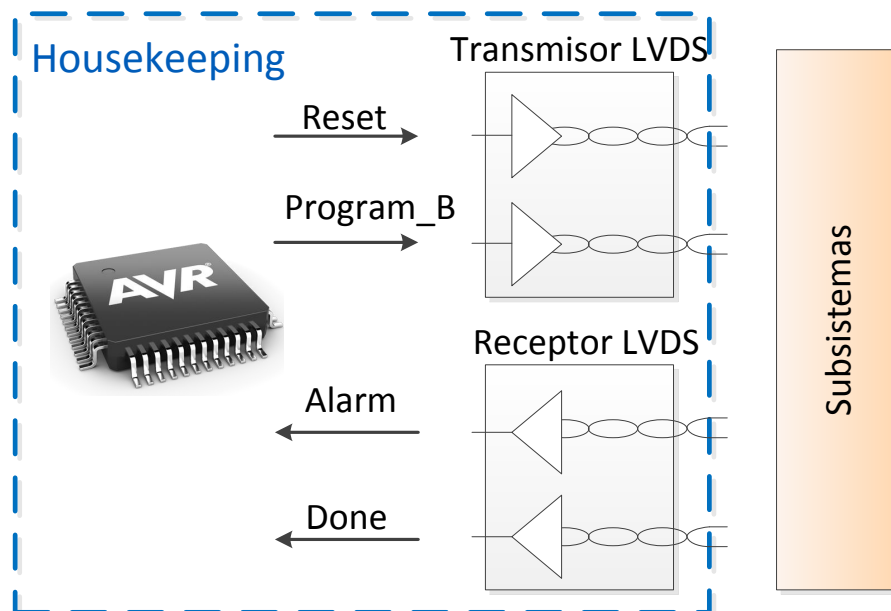 Housekeeping
Transmisor LVDS
Reset
Program_B
AVR
Receptor LVDS
Alarm
Done
Subsistemas